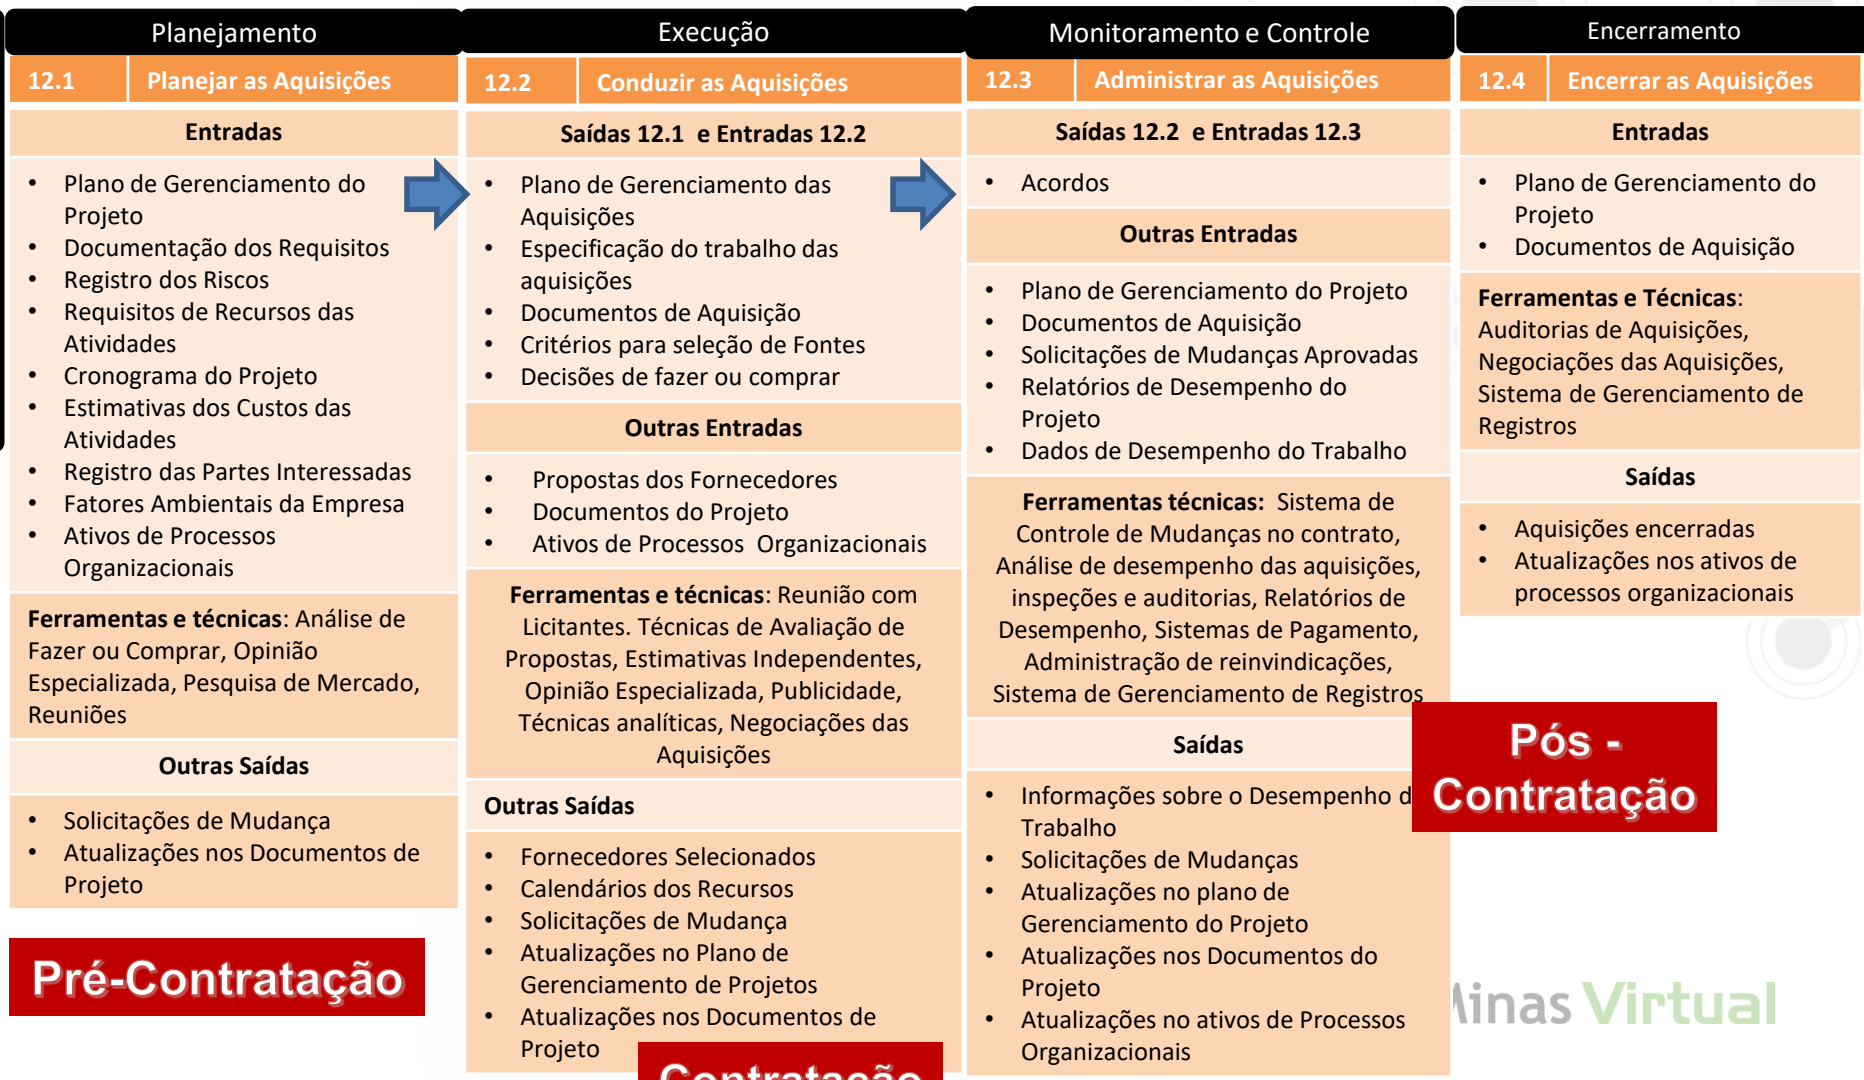 Planejamento
12.1 Planejar as Aquisições
Entradas
• Plano de Gerenciamento do
Projeto
• Documentação dos Requisitos
• Registro dos Riscos
• Requisitos de Recursos das
Atividades
• Cronograma do Projeto
• Estimativas dos Custos das
Atividades
• Registro das Partes Interessadas
• Fatores Ambientais da Empresa
• Ativos de Processos
Organizacionais
Ferramentas e técnicas: Análise de
Fazer ou Comprar, Opinião
Especializada, Pesquisa de Mercado,
Reuniões
Outras Saídas
• Solicitações de Mudança
• Atualizações nos Documentos de
Projeto
Pré-Contratação
Execução
12.2 Conduzir as Aquisições
Saídas 12.1 e Entradas 12.2
• Plano de Gerenciamento das
Aquisições
• Especificação do trabalho das
aquisições
• Documentos de Aquisição
• Critérios para seleção de Fontes
• Decisões de fazer ou comprar
Outras Entradas
• Propostas dos Fornecedores
• Documentos do Projeto
• Ativos de Processos Organizacionais
Ferramentas e técnicas: Reunião com
Licitantes. Técnicas de Avaliação de
Propostas, Estimativas Independentes,
Opinião Especializada, Publicidade,
Técnicas analíticas, Negociações das
Aquisições
Outras Saídas
• Fornecedores Selecionados
• Calendários dos Recursos
• Solicitações de Mudança
• Atualizações no Plano de
Gerenciamento de Projetos
• Atualizações nos Documentos de
Projeto
Contratação
Monitoramento e Controle
12.3 Administrar as Aquisições
Saídas 12.2 e Entradas 12.3
• Acordos
Outras Entradas
• Plano de Gerenciamento do Projeto
• Documentos de Aquisição
• Solicitações de Mudanças Aprovadas
• Relatórios de Desempenho do
Projeto
• Dados de Desempenho do Trabalho
Ferramentas técnicas: Sistema de
Controle de Mudanças no contrato,
Análise de desempenho das aquisições,
inspeções e auditorias, Relatórios de
Desempenho, Sistemas de Pagamento,
Administração de reinvindicações,
Sistema de Gerenciamento de Registros
Saídas
• Informações sobre o Desempenho d
Trabalho
• Solicitações de Mudanças
• Atualizações no plano de
Gerenciamento do Projeto
• Atualizações nos Documentos do
Projeto
• Atualizações no ativos de Processos
Organizacionais
Encerramento
12.4 Encerrar as Aquisições
Entradas
• Plano de Gerenciamento do
Projeto
• Documentos de Aquisição
Ferramentas e Técnicas:
Auditorias de Aquisições,
Negociações das Aquisições,
Sistema de Gerenciamento de
Registros
Saídas
• Aquisições encerradas
• Atualizações nos ativos de
processos organizacionais
Pós -
Contratação
Minas Virtual